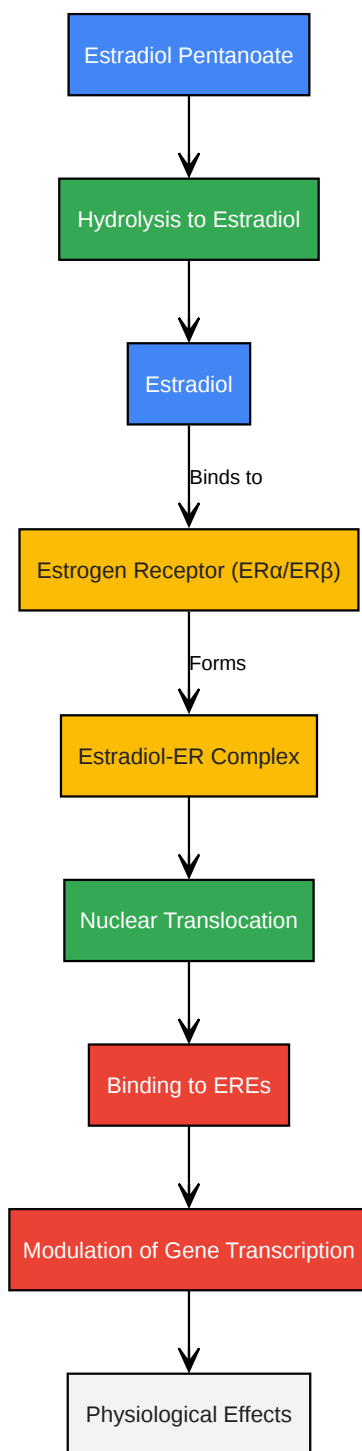 Estradiol Pentanoate
Hydrolysis to Estradiol
Estradiol
Binds to
Estrogen Receptor (ERα/ERβ)
Forms
Estradiol-ER Complex
Nuclear Translocation
Binding to EREs
Modulation of Gene Transcription
Physiological Effects